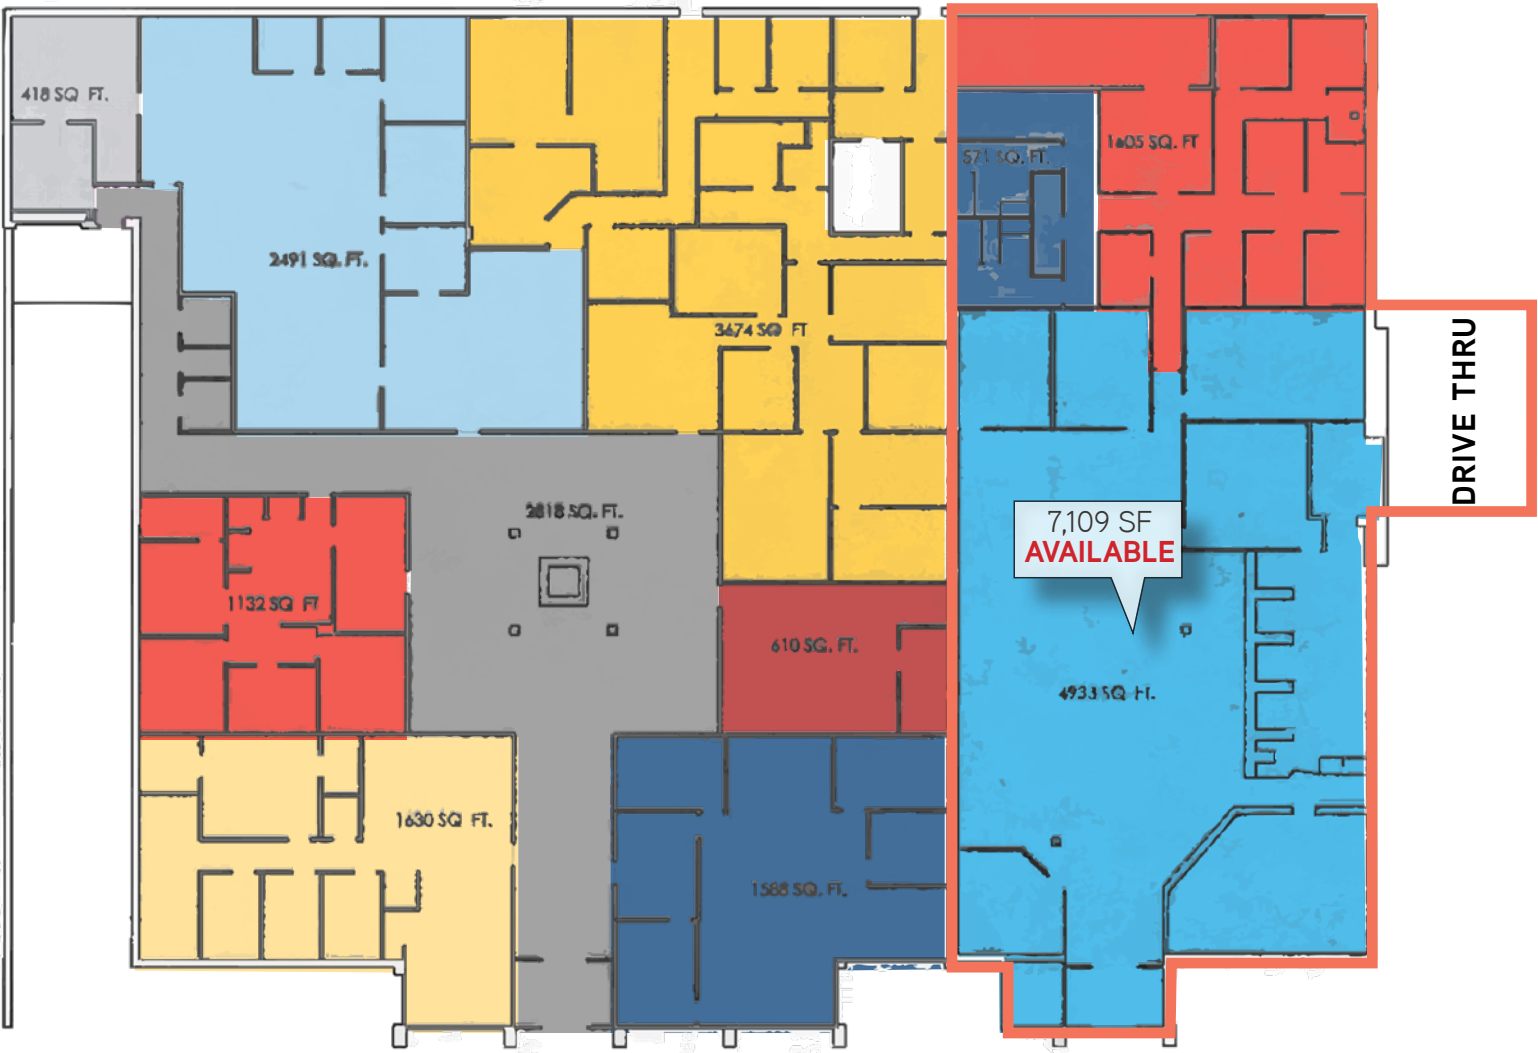 418 SQ FT.
2491 SQ. FT.
3674 SQ FT
571 SQ. FT.
1605 SQ. FT
DRIVE THRU
2818 SQ. FT.
7,109 SF
AVAILABLE
1132 SQ FT
610 SQ. FT.
4933 SQ FT.
1630 SQ FT.
1588 SQ. FT.